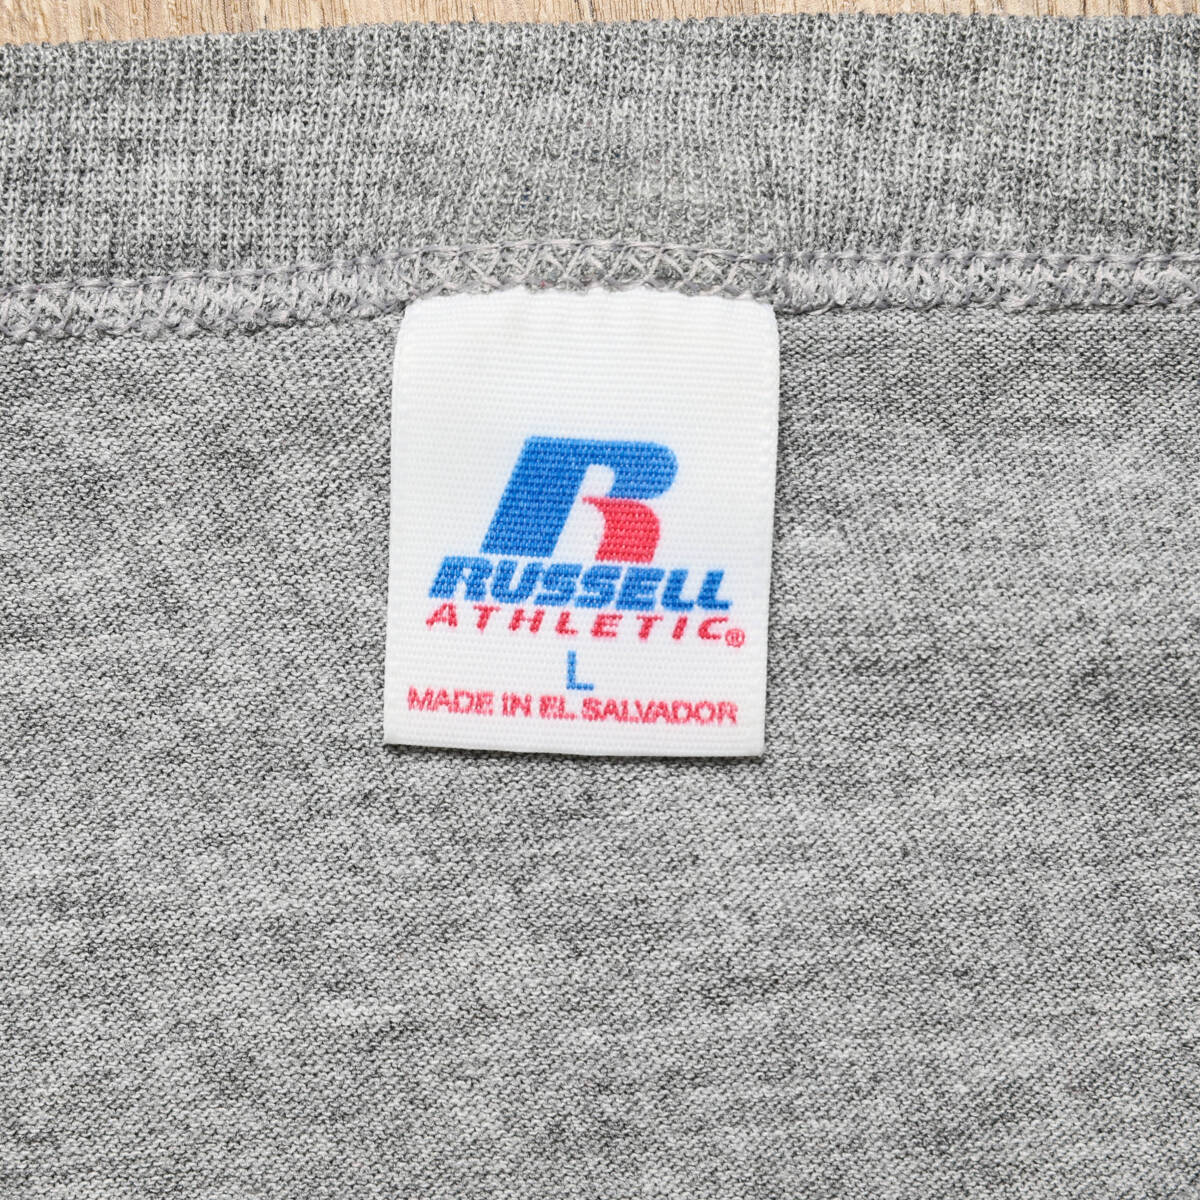 R
RUSSELL
ATHLETIC®
L
MADE IN EL SALVADOR